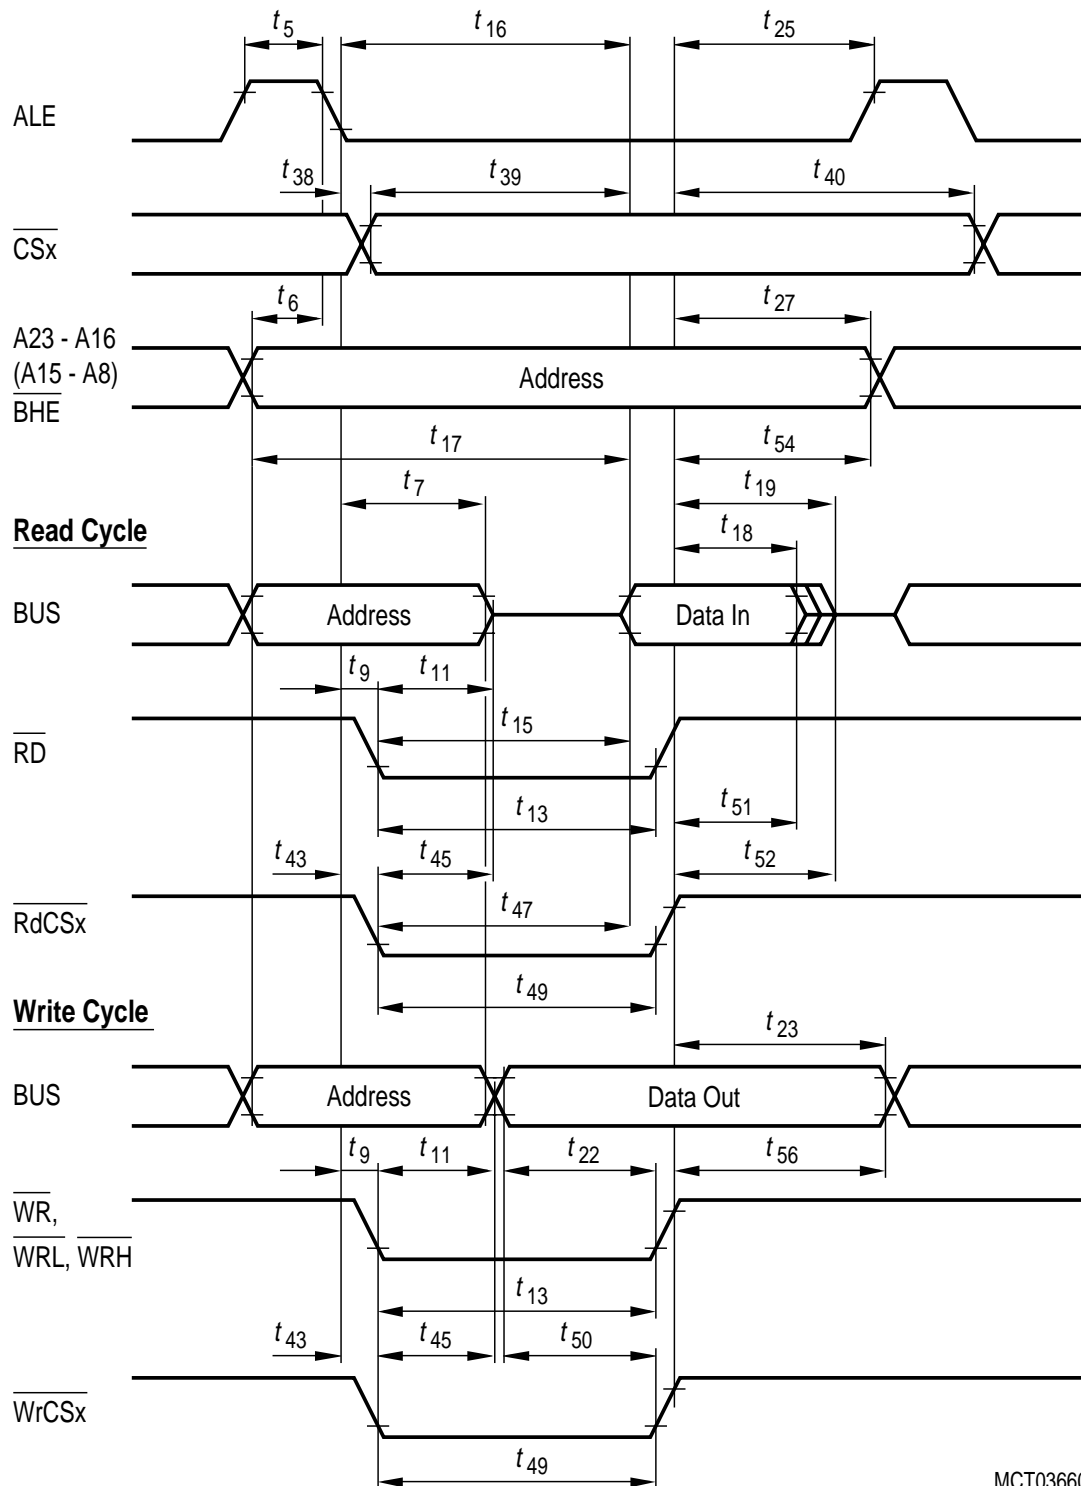 t5 t16 t25
ALE
t38 t39 t40
CSx
t6 t27
A23 - A16
(A15 - A8)
Address
BHE
t17 t54
t7 t19
Read Cycle
t18
BUS Address Data In
t9 t11
t15
RD
t13 t51
t43 t45 t52
t47
RdCSx
t49
Write Cycle
t23
BUS Address Data Out
t9 t11 t22 t56
WR,
WRL, WRH
t13
t43 t45 t50
WrCSx
t49
MCT03660